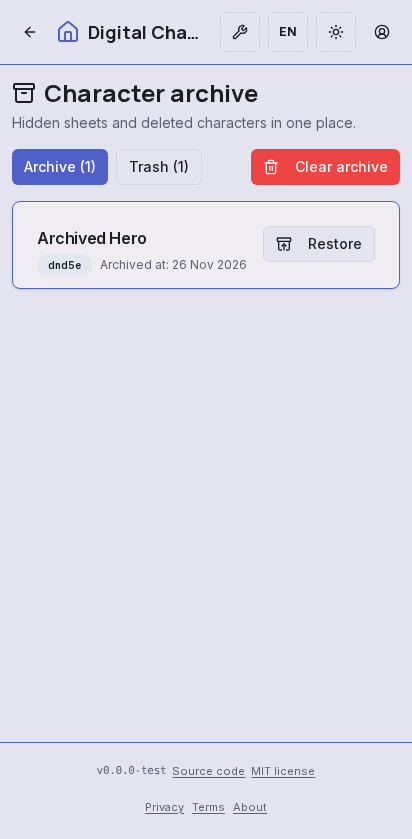 Digital Cha... EN
Character archive
Hidden sheets and deleted characters in one place.
Archive (1) Trash (1) Clear archive
Archived Hero
Restore
dnd5e Archived at: 26 Nov 2026
v0.0.0-test Source code MIT license
Privacy Terms About